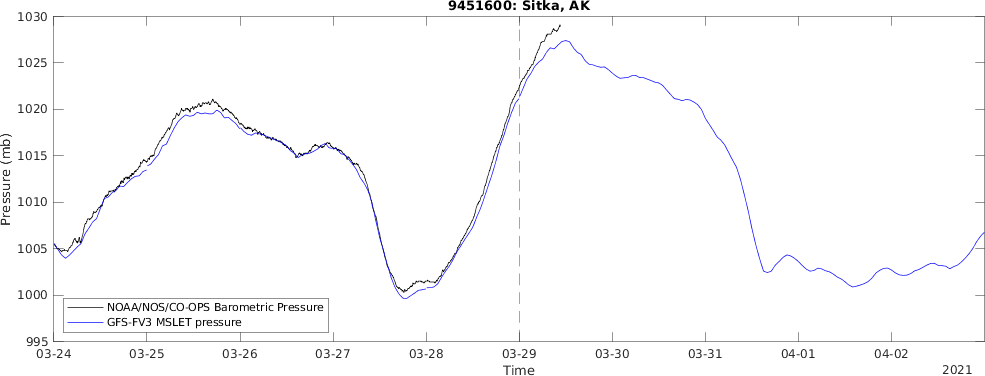 9451600: Sitka, AK
1030
1025
1020
1015
1010
1005
1000
995
Pressure (mb)
NOAA/NOS/CO-OPS Barometric Pressure
GFS-FV3 MSLET pressure
03-24 03-25 03-26 03-27 03-28 03-29 03-30 03-31 04-01 04-02
Time
2021